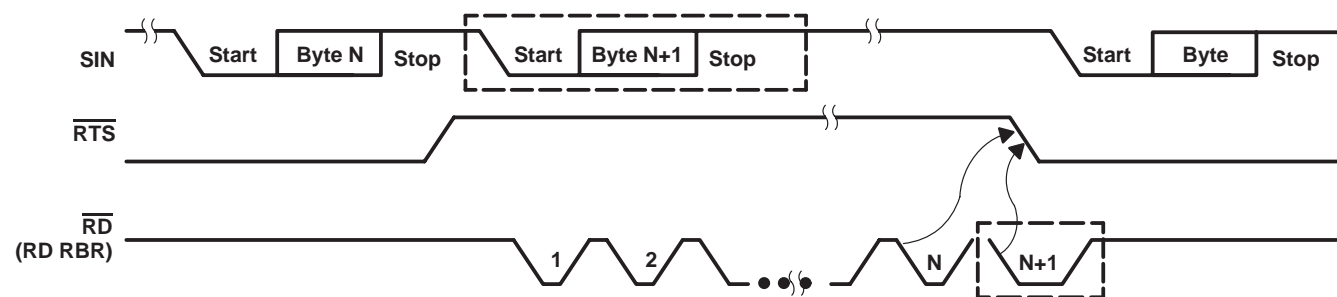 SIN
Start Byte N Stop Start Byte N+1 Stop Start Byte Stop
RTS
RD
(RD RBR)
1 2 N N+1